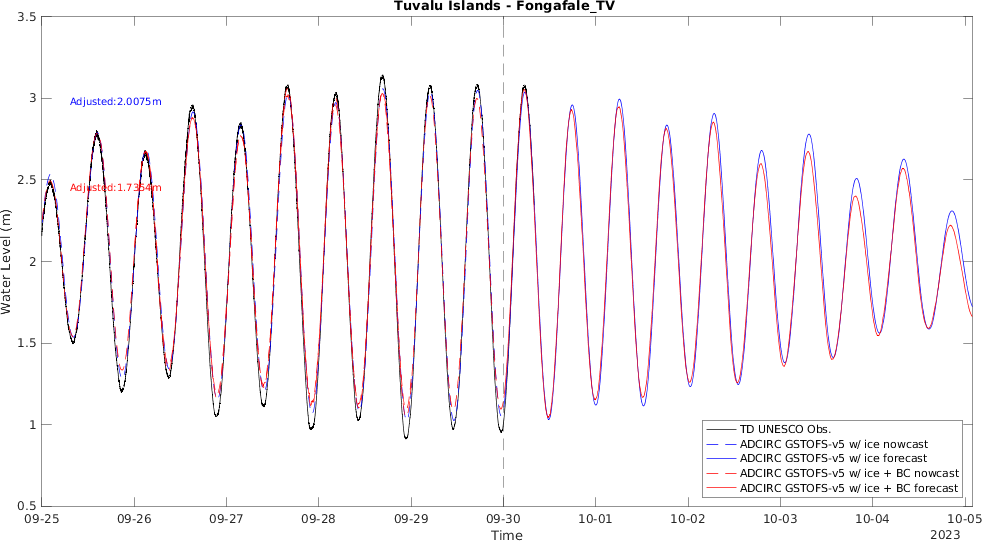 Tuvalu Islands - Fongafale_TV
3.5
3
2.5
2
1.5
1
0.5
Water Level (m)
Adjusted:2.0075m
Adjusted:1.7354m
TD UNESCO Obs.
ADCIRC GSTOFS-v5 w/ ice nowcast
ADCIRC GSTOFS-v5 w/ ice forecast
ADCIRC GSTOFS-v5 w/ ice + BC nowcast
ADCIRC GSTOFS-v5 w/ ice + BC forecast
09-25 09-26 09-27 09-28 09-29 09-30 10-01 10-02 10-03 10-04 10-05
Time
2023